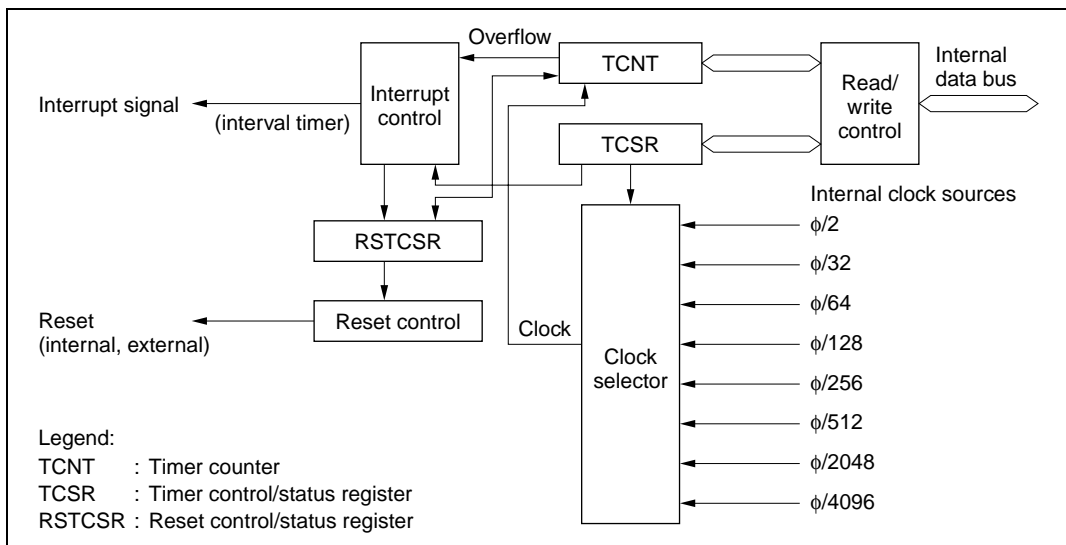 Overflow
TCNT
TCSR
Interrupt
control
Read/
write
control
Internal
data bus
Interrupt signal
(interval timer)
Internal clock sources
RSTCSR
Reset control
Reset
(internal, external)
Clock
Clock
selector
ϕ/2
ϕ/32
ϕ/64
ϕ/128
ϕ/256
ϕ/512
ϕ/2048
ϕ/4096
Legend:
TCNT : Timer counter
TCSR : Timer control/status register
RSTCSR : Reset control/status register